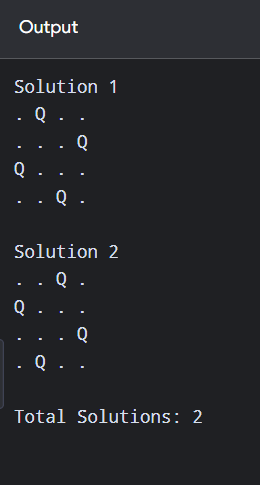 Output
Solution 1
. Q . .
. . . Q
Q . . .
. . Q .
Solution 2
. . Q .
Q . . .
. . . Q
. Q . .
Total Solutions: 2